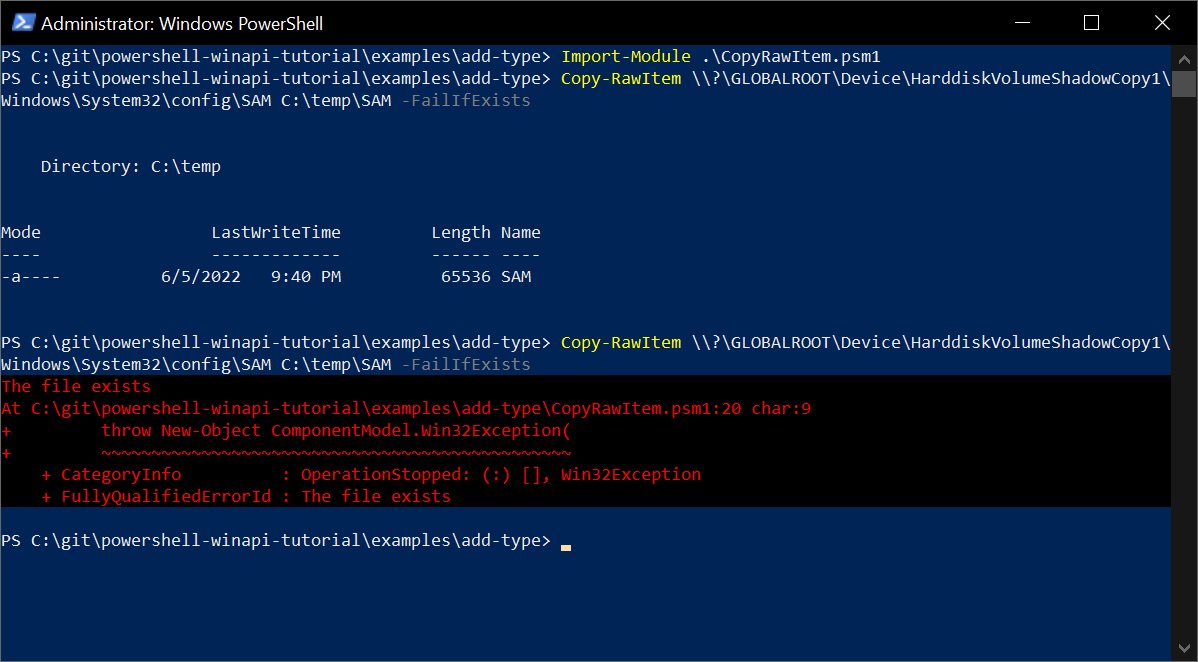 Administrator: Windows PowerShell
PS C:\git\powershell-winapi-tutorial\examples\add-type> Import-Module .\CopyRawItem.psm1
PS C:\git\powershell-winapi-tutorial\examples\add-type> Copy-RawItem \\?\GLOBALROOT\Device\HarddiskVolumeShadowCopy1\
Windows\System32\config\SAM C:\temp\SAM -FailIfExists
    Directory: C:\temp
Mode                 LastWriteTime         Length Name
----                 -------------         ------ ----
-a----          6/5/2022   9:40 PM          65536 SAM
PS C:\git\powershell-winapi-tutorial\examples\add-type> Copy-RawItem \\?\GLOBALROOT\Device\HarddiskVolumeShadowCopy1\
Windows\System32\config\SAM C:\temp\SAM -FailIfExists
The file exists
At C:\git\powershell-winapi-tutorial\examples\add-type\CopyRawItem.psm1:20 char:9
+         throw New-Object ComponentModel.Win32Exception(
+         ~~~~~~~~~~~~~~~~~~~~~~~~~~~~~~~~~~~~~~~~~~~~~~~
    + CategoryInfo          : OperationStopped: (:) [], Win32Exception
    + FullyQualifiedErrorId : The file exists
PS C:\git\powershell-winapi-tutorial\examples\add-type>